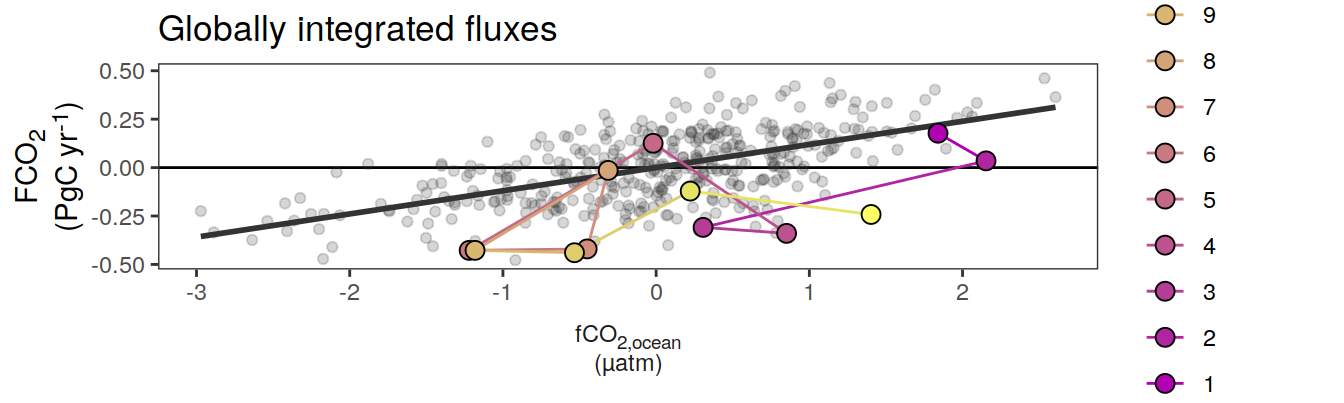 Globally integrated fluxes
FCO₂
(PgC yr⁻¹)
0.50
0.25
0.00
-0.25
-0.50
-3 -2 -1 0 1 2
fCO₂,ocean
(µatm)
9
8
7
6
5
4
3
2
1